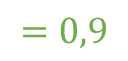 = 0,9